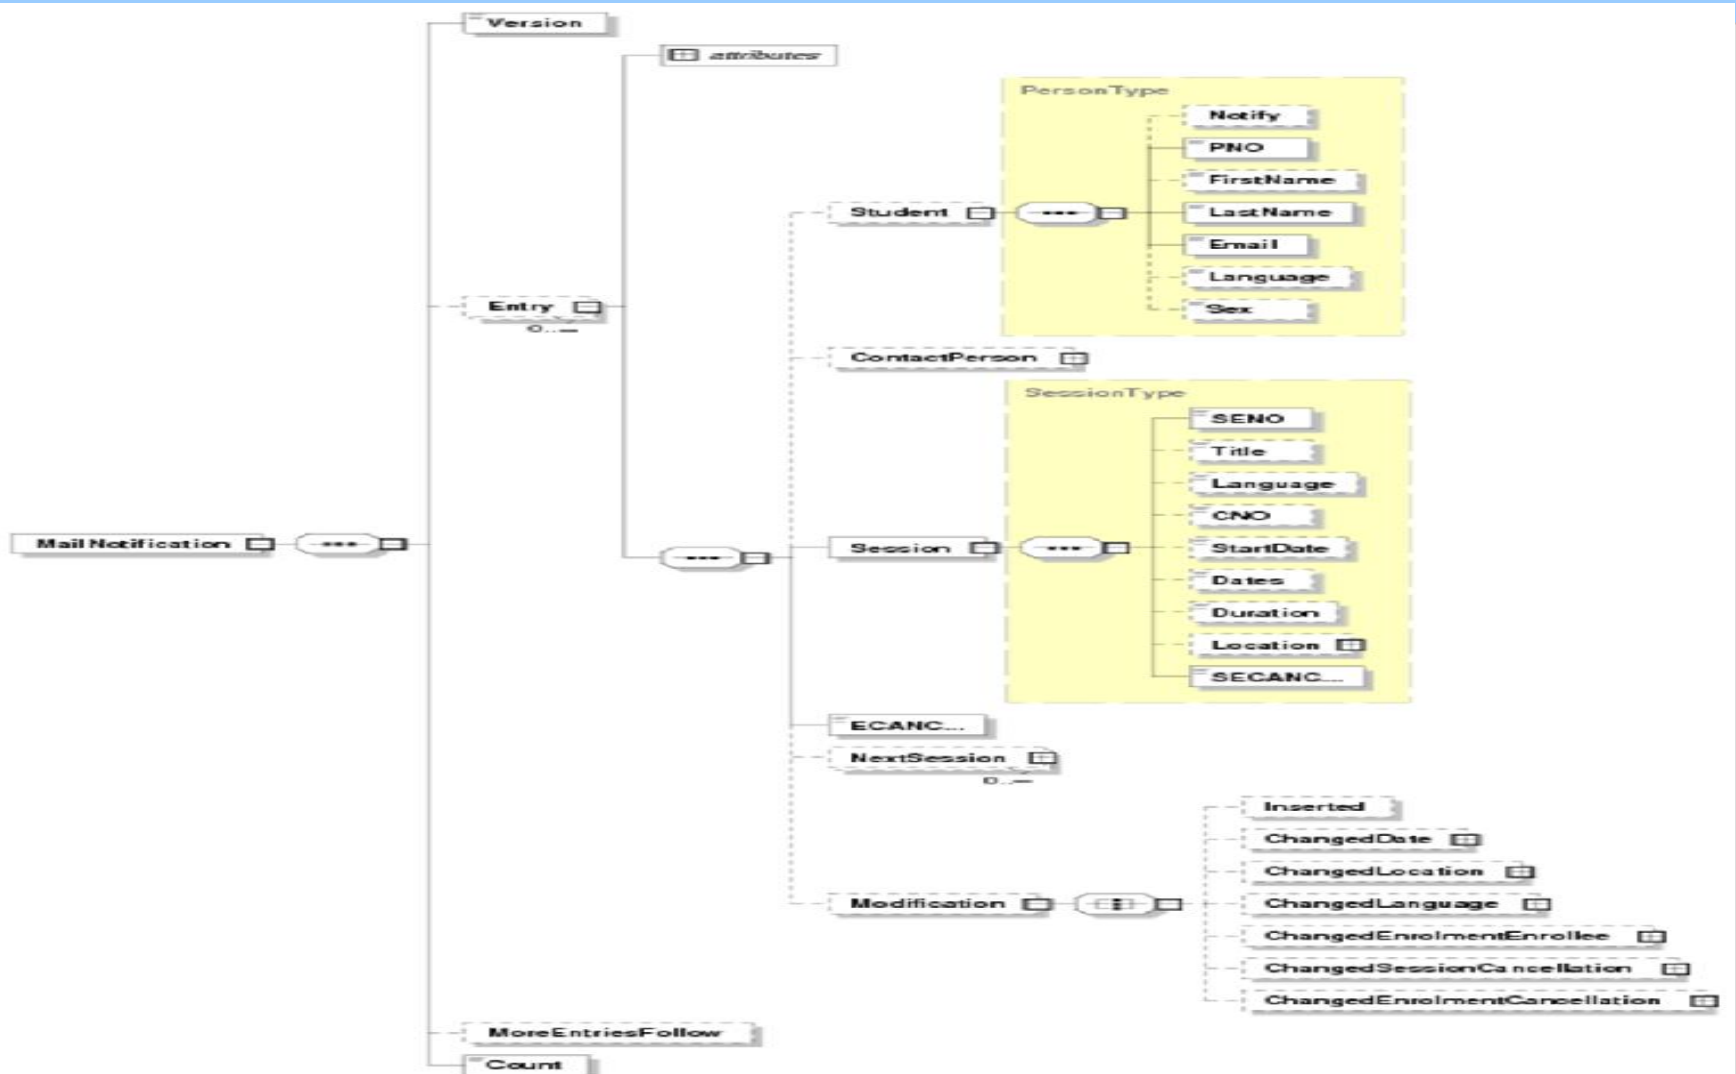 Version
attributes
PersonType
Notify
PNO
FirstName
Student
LastName
Email
Language
Entry
Sex
0..
ContactPerson
SessionType
SENO
Title
Language
CNO
MailNotification
Session
StartDate
Dates
Duration
Location
SECANC...
ECANC...
NextSession
0..
Inserted
ChangedDate
ChangedLocation
Modification
ChangedLanguage
ChangedEnrolmentEnrollee
ChangedSessionCancellation
ChangedEnrolmentCancellation
MoreEntriesFollow
Count